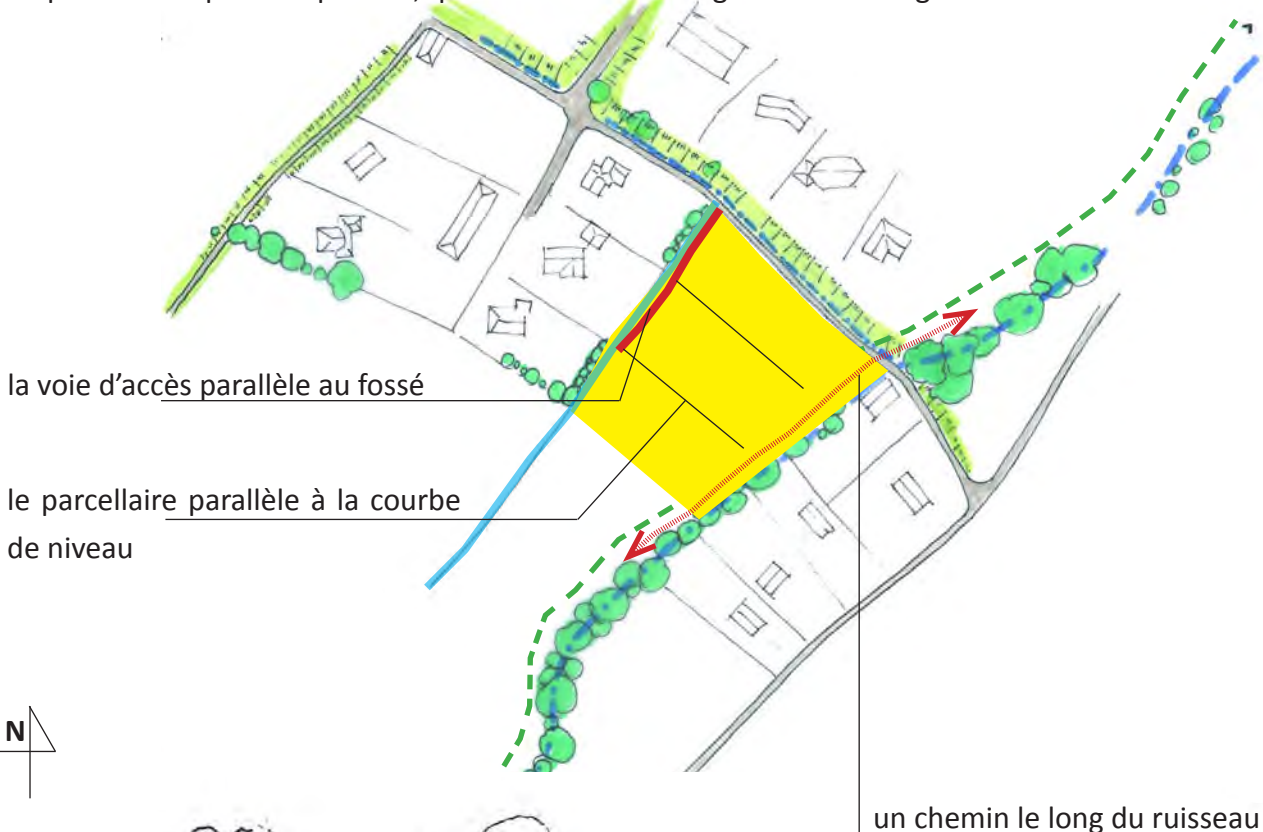 la voie d'accès parallèle au fossé
le parcellaire parallèle à la courbe
de niveau
N
un chemin le long du ruisseau